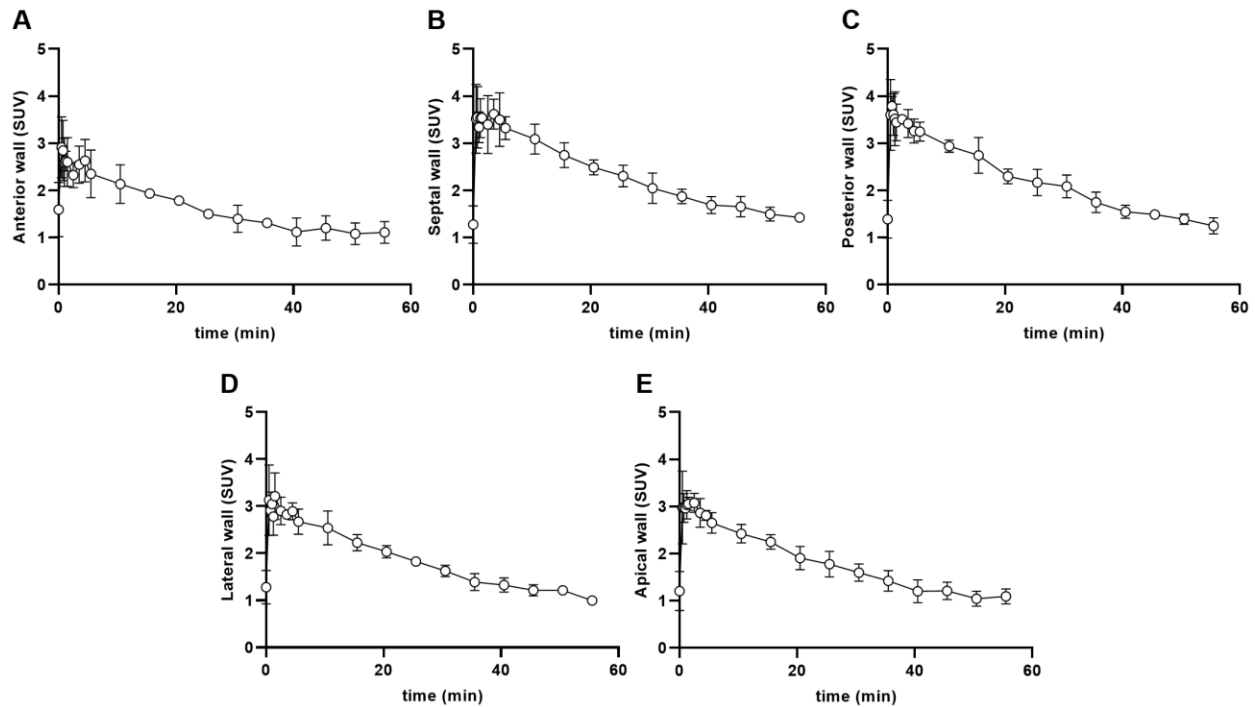 A
Anterior wall (SUV)
5
4
3
2
1
0
0 20 40 60
time (min)
B
Septal wall (SUV)
5
4
3
2
1
0
0 20 40 60
time (min)
C
Posterior wall (SUV)
5
4
3
2
1
0
0 20 40 60
time (min)
D
Lateral wall (SUV)
5
4
3
2
1
0
0 20 40 60
time (min)
E
Apical wall (SUV)
5
4
3
2
1
0
0 20 40 60
time (min)